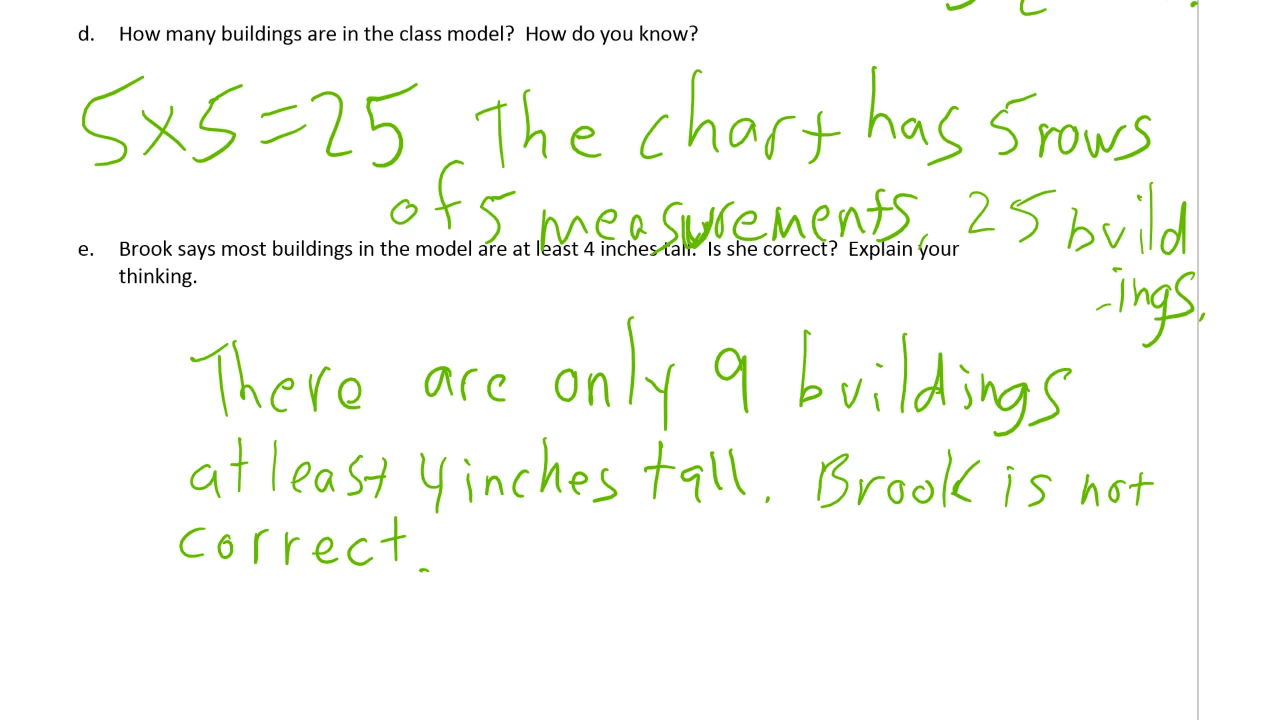 d. How many buildings are in the class model? How do you know?
5×5=25 The chart has 5 rows
of 5 measurements. 25 build
-ings.
e. Brook says most buildings in the model are at least 4 inches tall. Is she correct? Explain your
thinking.
There are only 9 buildings
at least 4 inches tall. Brook is not
correct.